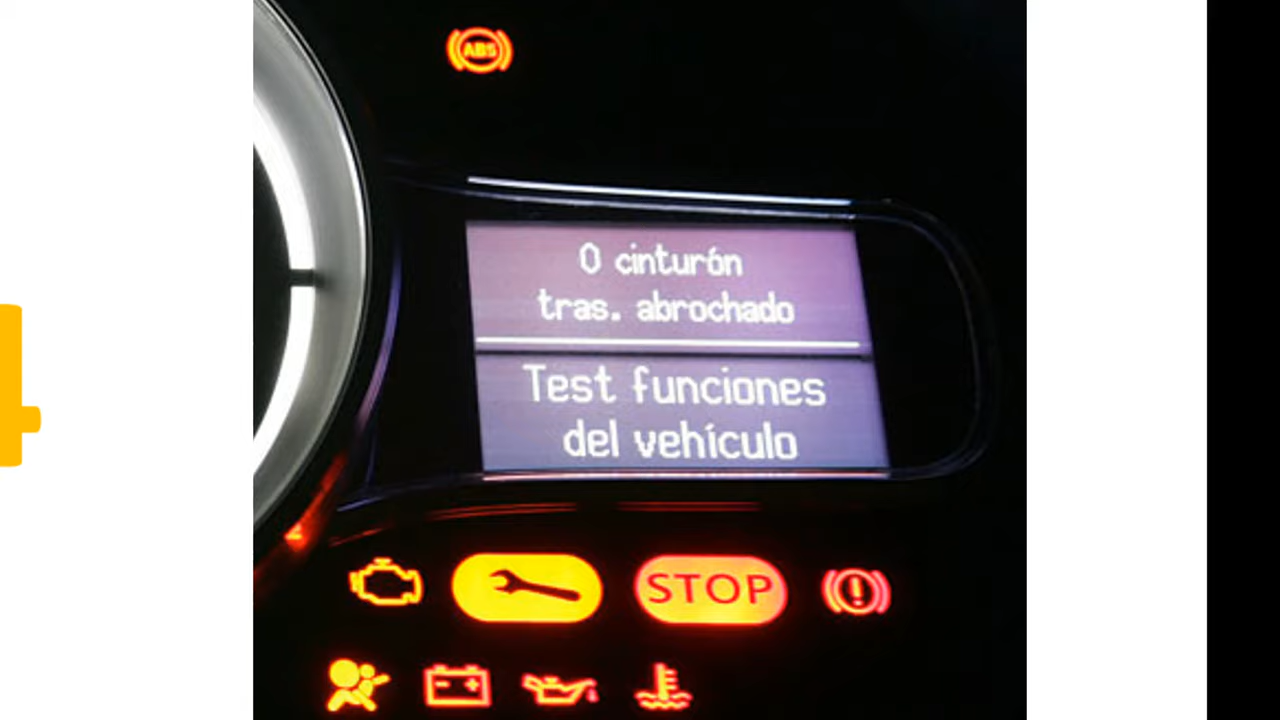 ABS
0 cinturón
tras. abrochado
Test funciones
del vehículo
STOP